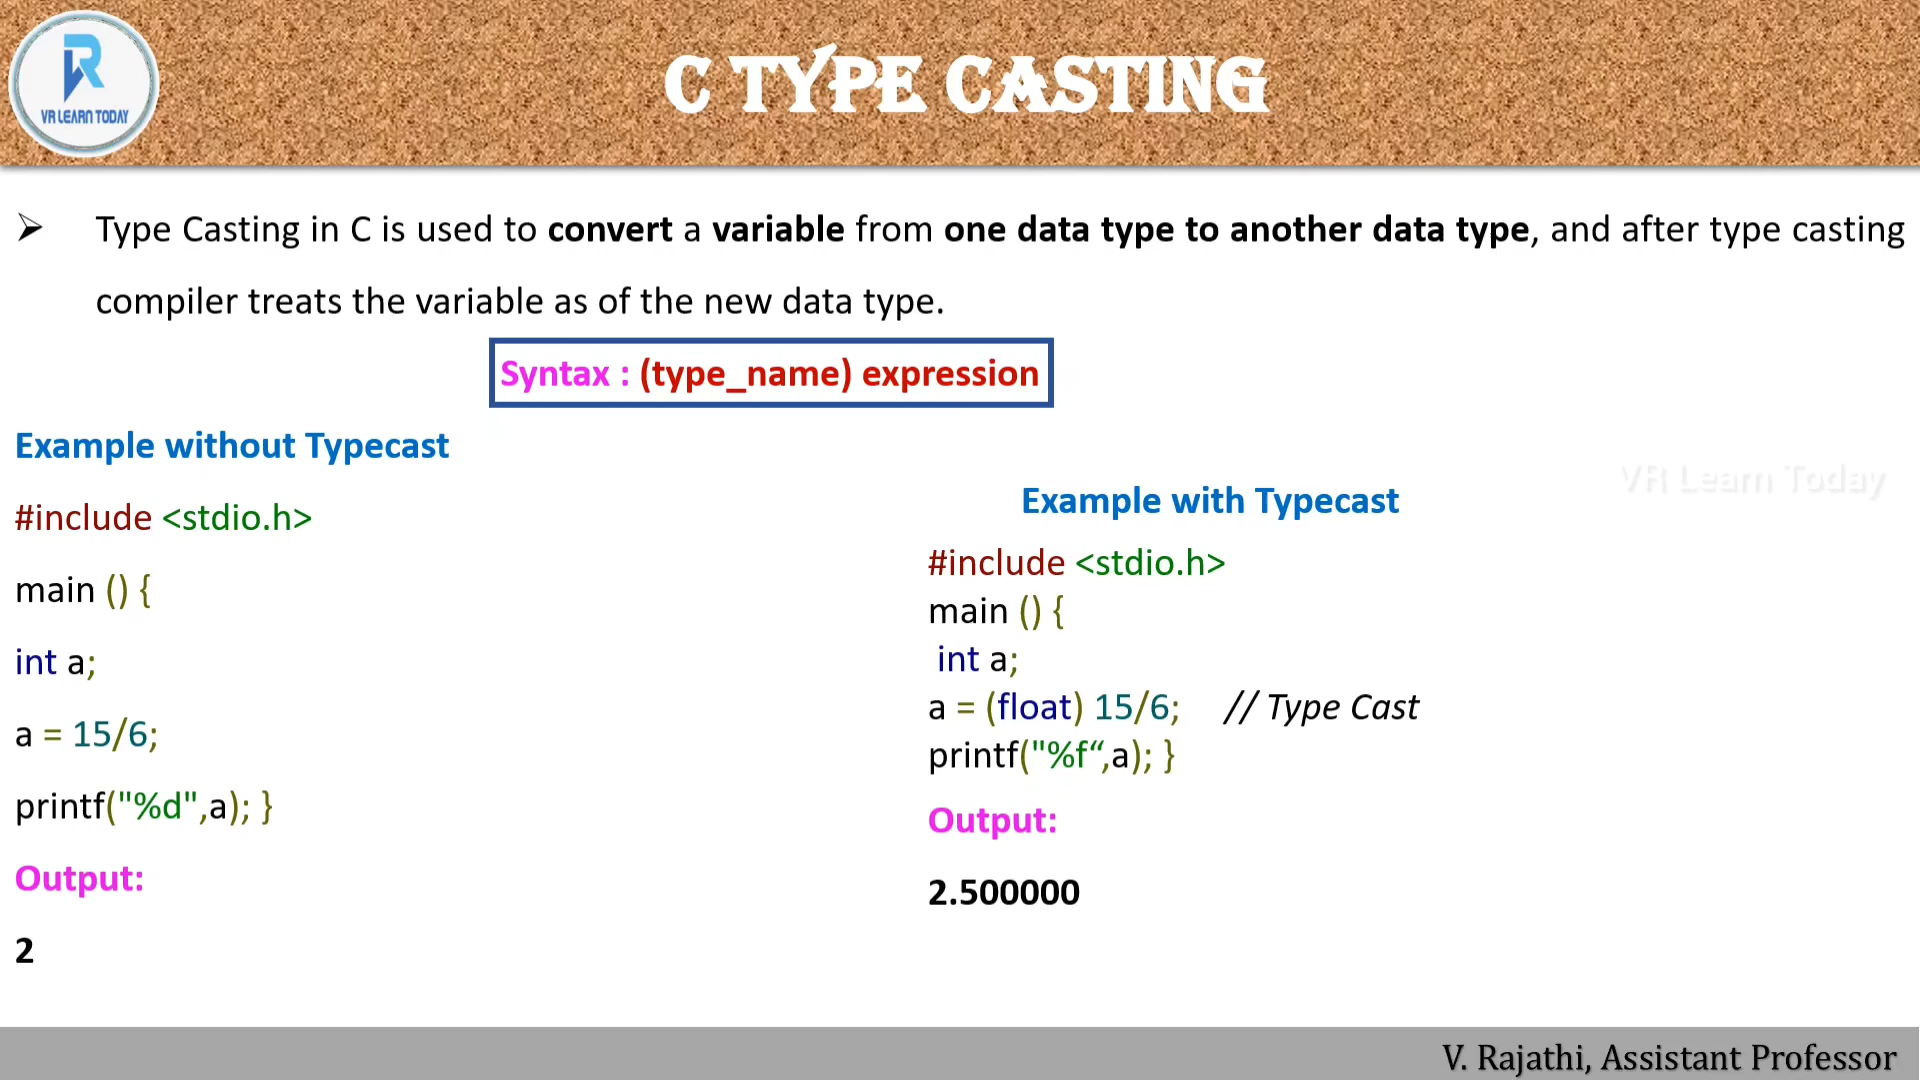 VR LEARN TODAY
C TYPE CASTING
➢ Type Casting in C is used to convert a variable from one data type to another data type, and after type casting
compiler treats the variable as of the new data type.
Syntax : (type_name) expression
Example without Typecast
#include <stdio.h>
main () {
int a;
a = 15/6;
printf("%d",a); }
Output:
2
VR Learn Today
Example with Typecast
#include <stdio.h>
main () {
int a;
a = (float) 15/6; // Type Cast
printf("%f“,a); }
Output:
2.500000
V. Rajathi, Assistant Professor